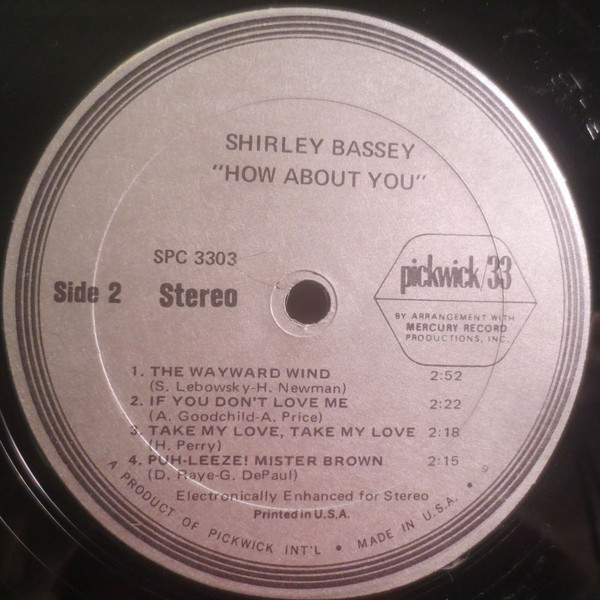 SHIRLEY BASSEY
"HOW ABOUT YOU"
SPC 3303
Side 2 Stereo
pickwick/33
BY ARRANGEMENT WITH
MERCURY RECORD
PRODUCTIONS, INC.
1. THE WAYWARD WIND 2:52
(S. Lebowsky-H. Newman)
2. IF YOU DON'T LOVE ME 2:22
(A. Goodchild-A. Price)
3. TAKE MY LOVE, TAKE MY LOVE 2:18
(H. Perry)
4. PUH-LEEZE! MISTER BROWN 2:15
(D. Raye-G. DePaul)
Electronically Enhanced for Stereo
Printed in U.S.A.
A PRODUCT OF PICKWICK INT'L • MADE IN U.S.A. • 9